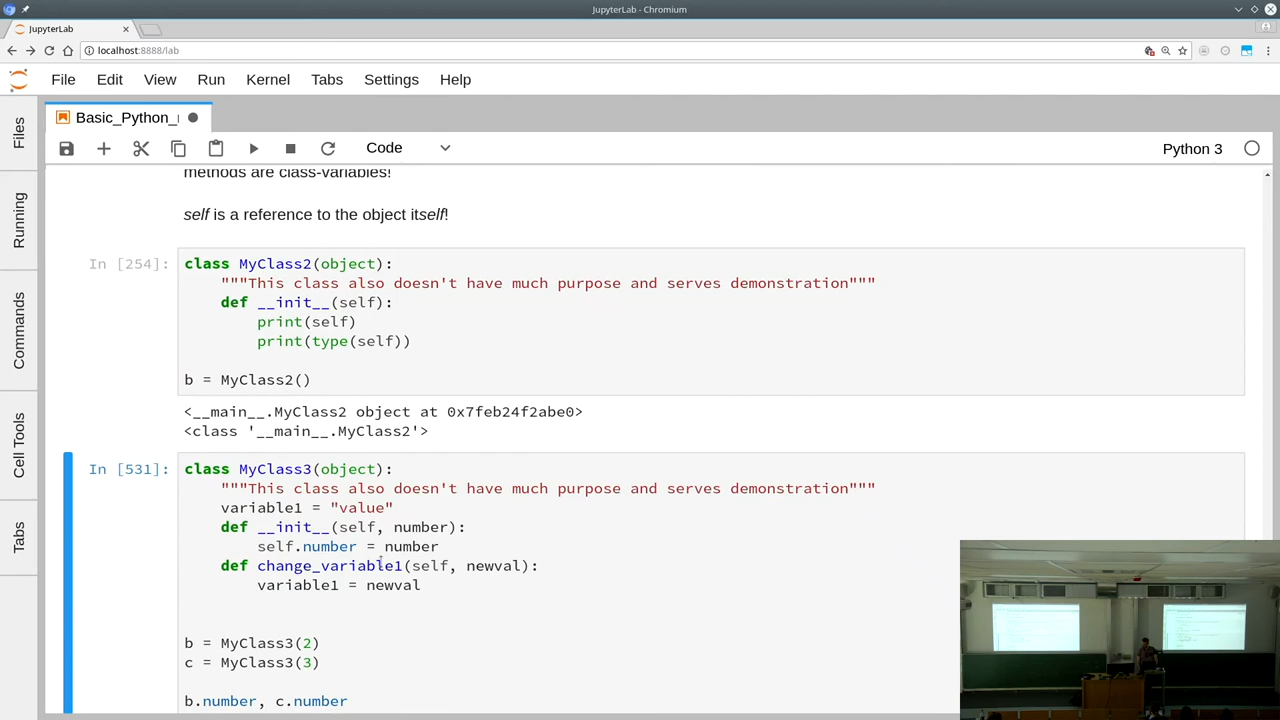 JupyterLab - Chromium
JupyterLab
localhost:8888/lab
File Edit View Run Kernel Tabs Settings Help
Basic_Python_
Code
Python 3
Files
Running
Commands
Cell Tools
Tabs
methods are class-variables!
self is a reference to the object itself!
In [254]:
class MyClass2(object):
    """This class also doesn't have much purpose and serves demonstration"""
    def __init__(self):
        print(self)
        print(type(self))
b = MyClass2()
<__main__.MyClass2 object at 0x7feb24f2abe0>
<class '__main__.MyClass2'>
In [531]:
class MyClass3(object):
    """This class also doesn't have much purpose and serves demonstration"""
    variable1 = "value"
    def __init__(self, number):
        self.number = number
    def change_variable1(self, newval):
        variable1 = newval
b = MyClass3(2)
c = MyClass3(3)
b.number, c.number